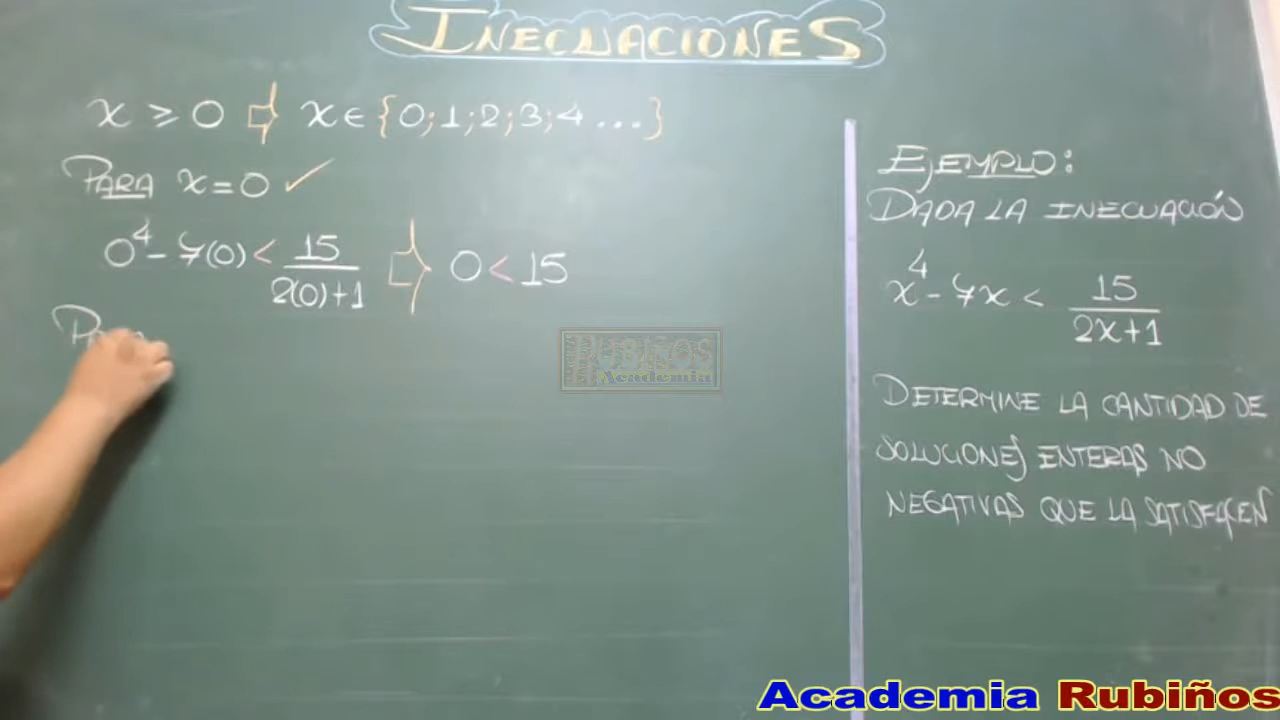 INECUACIONES
x ≥ 0 ⇒ x ∈ {0;1;2;3;4...}
PARA x=0 ✓
0⁴ - 7(0) < 15/(2(0)+1) ⇒ 0 < 15
EJEMPLO:
DADA LA INECUACIÓN
x⁴ - 7x < 15/(2x+1)
DETERMINE LA CANTIDAD DE
SOLUCIONES ENTERAS NO
NEGATIVAS QUE LA SATISFACEN
RUBIÑOS
Academia
Academia Rubiños